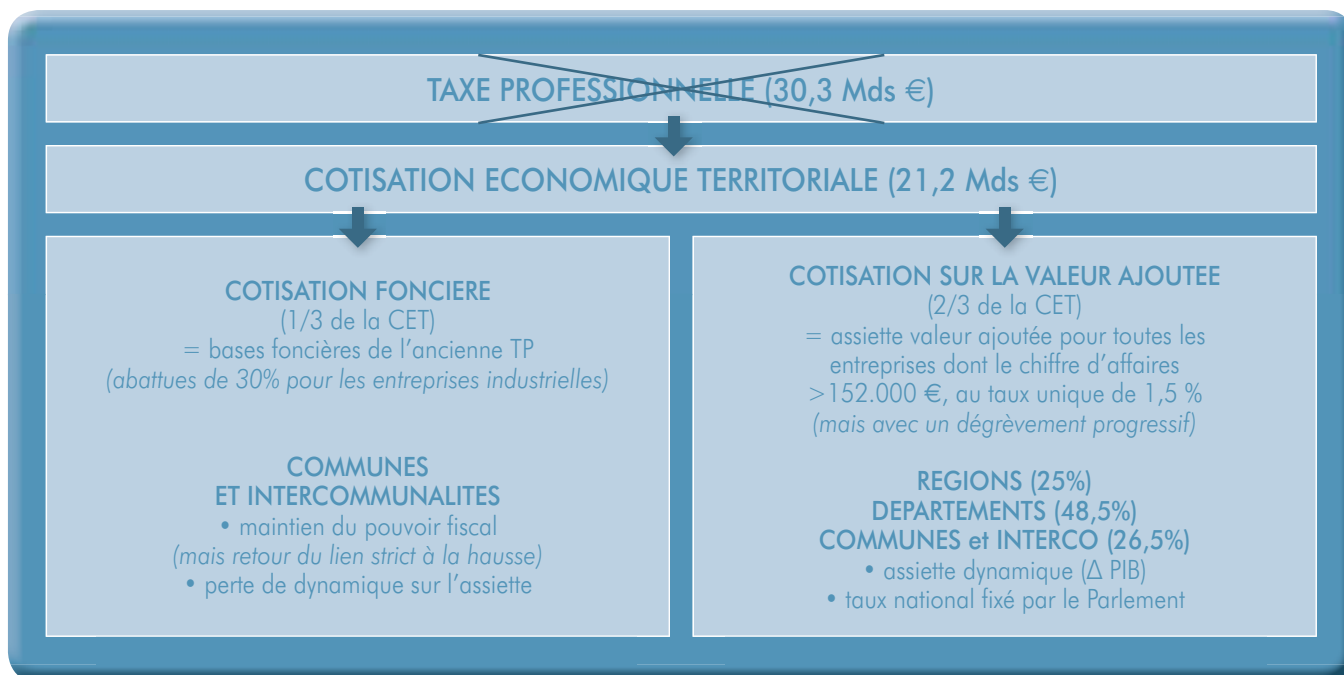 TAXE PROFESSIONNELLE (30,3 Mds €)
COTISATION ECONOMIQUE TERRITORIALE (21,2 Mds €)
COTISATION FONCIERE
(1/3 de la CET)
= bases foncières de l’ancienne TP
(abattues de 30% pour les entreprises industrielles)
COMMUNES
ET INTERCOMMUNALITES
• maintien du pouvoir fiscal
(mais retour du lien strict à la hausse)
• perte de dynamique sur l’assiette
COTISATION SUR LA VALEUR AJOUTEE
(2/3 de la CET)
= assiette valeur ajoutée pour toutes les
entreprises dont le chiffre d’affaires
>152.000 €, au taux unique de 1,5 %
(mais avec un dégrèvement progressif)
REGIONS (25%)
DEPARTEMENTS (48,5%)
COMMUNES et INTERCO (26,5%)
• assiette dynamique (Δ PIB)
• taux national fixé par le Parlement